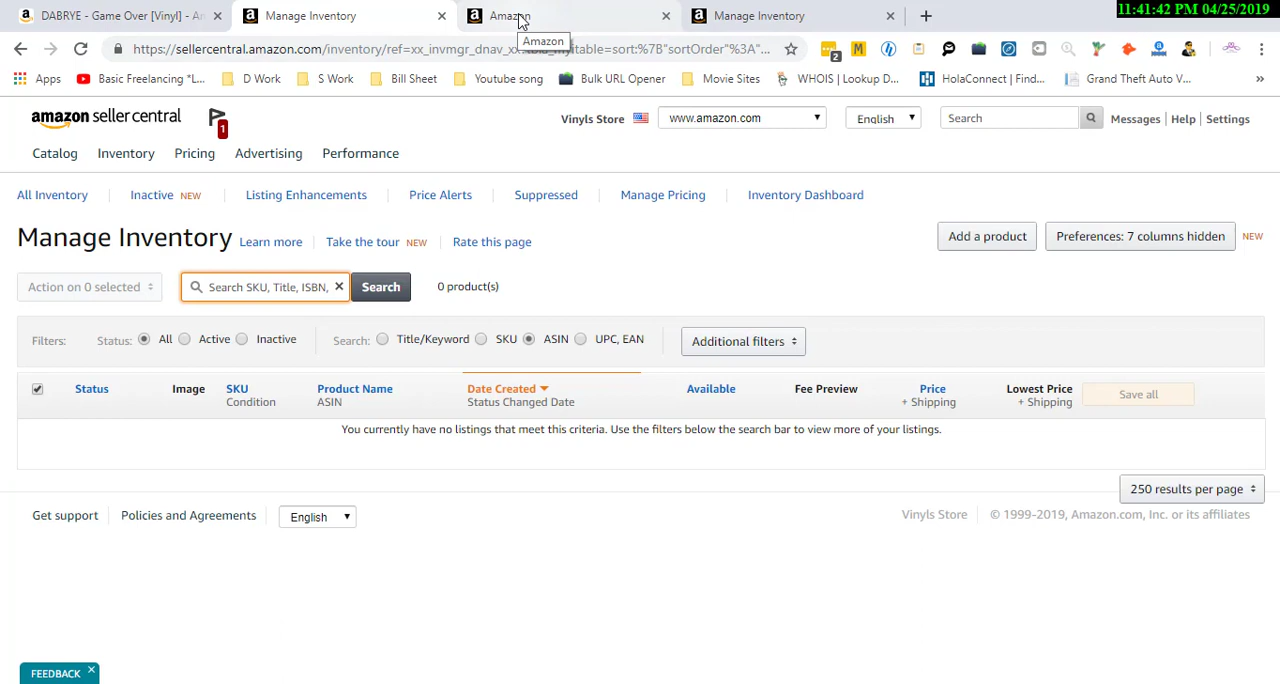 11:41:42 PM 04/25/2019
DABRYE - Game Over [Vinyl] - An
Manage Inventory
Amazon
Manage Inventory
Amazon
https://sellercentral.amazon.com/inventory/ref=xx_invmgr_dnav_xx
table=sort:%7B"sortOrder"%3A"...
2
Apps
Basic Freelancing *L...
D Work
S Work
Bill Sheet
Youtube song
Bulk URL Opener
Movie Sites
WHOIS | Lookup D...
HolaConnect | Find...
Grand Theft Auto V...
»
amazon seller central
1
Vinyls Store
www.amazon.com
English
Search
Messages | Help | Settings
Catalog
Inventory
Pricing
Advertising
Performance
All Inventory
Inactive NEW
Listing Enhancements
Price Alerts
Suppressed
Manage Pricing
Inventory Dashboard
Manage Inventory
Learn more
Take the tour NEW
Rate this page
Add a product
Preferences: 7 columns hidden
NEW
Action on 0 selected
Search SKU, Title, ISBN,
Search
0 product(s)
Filters:
Status:
All
Active
Inactive
Search:
Title/Keyword
SKU
ASIN
UPC, EAN
Additional filters
Status
Image
SKU
Condition
Product Name
ASIN
Date Created
Status Changed Date
Available
Fee Preview
Price
+ Shipping
Lowest Price
+ Shipping
Save all
You currently have no listings that meet this criteria. Use the filters below the search bar to view more of your listings.
250 results per page
Get support
Policies and Agreements
English
Vinyls Store
© 1999-2019, Amazon.com, Inc. or its affiliates
FEEDBACK